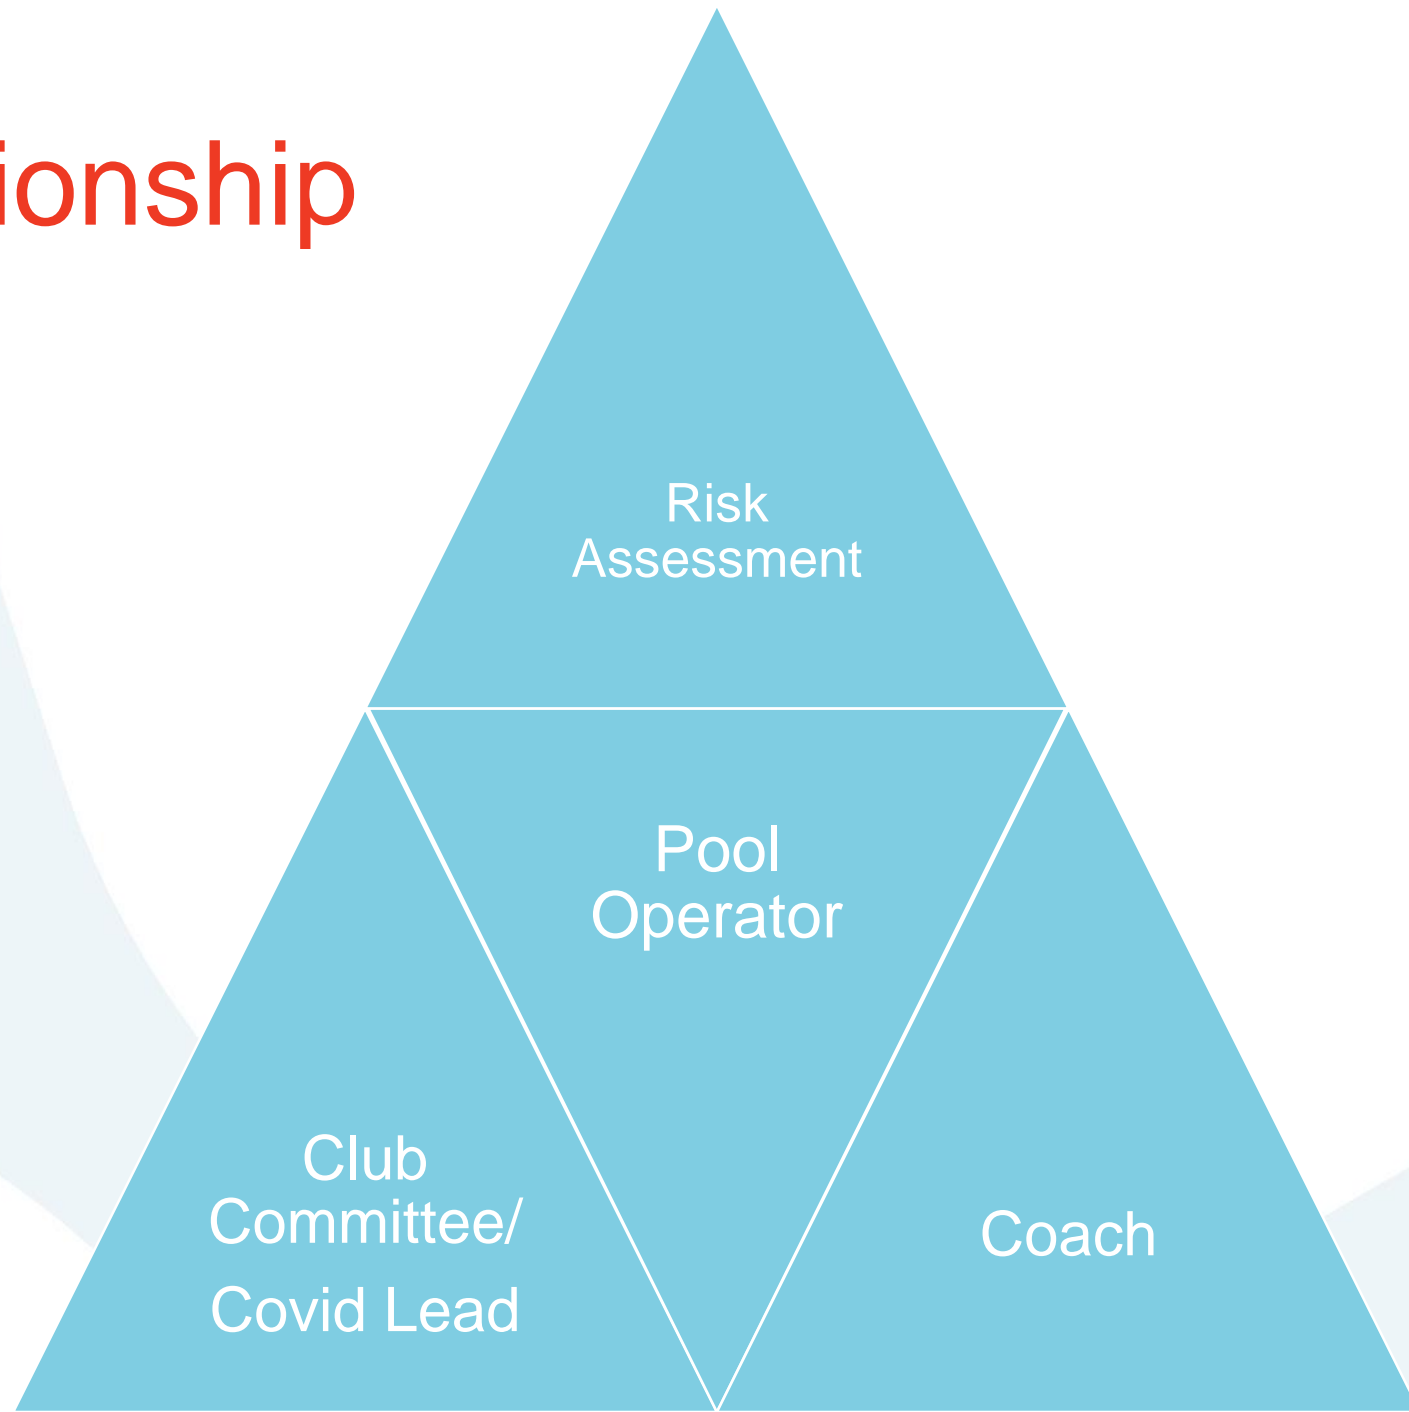 ionship
Risk
Assessment
Pool
Operator
Club
Committee/
Covid Lead
Coach